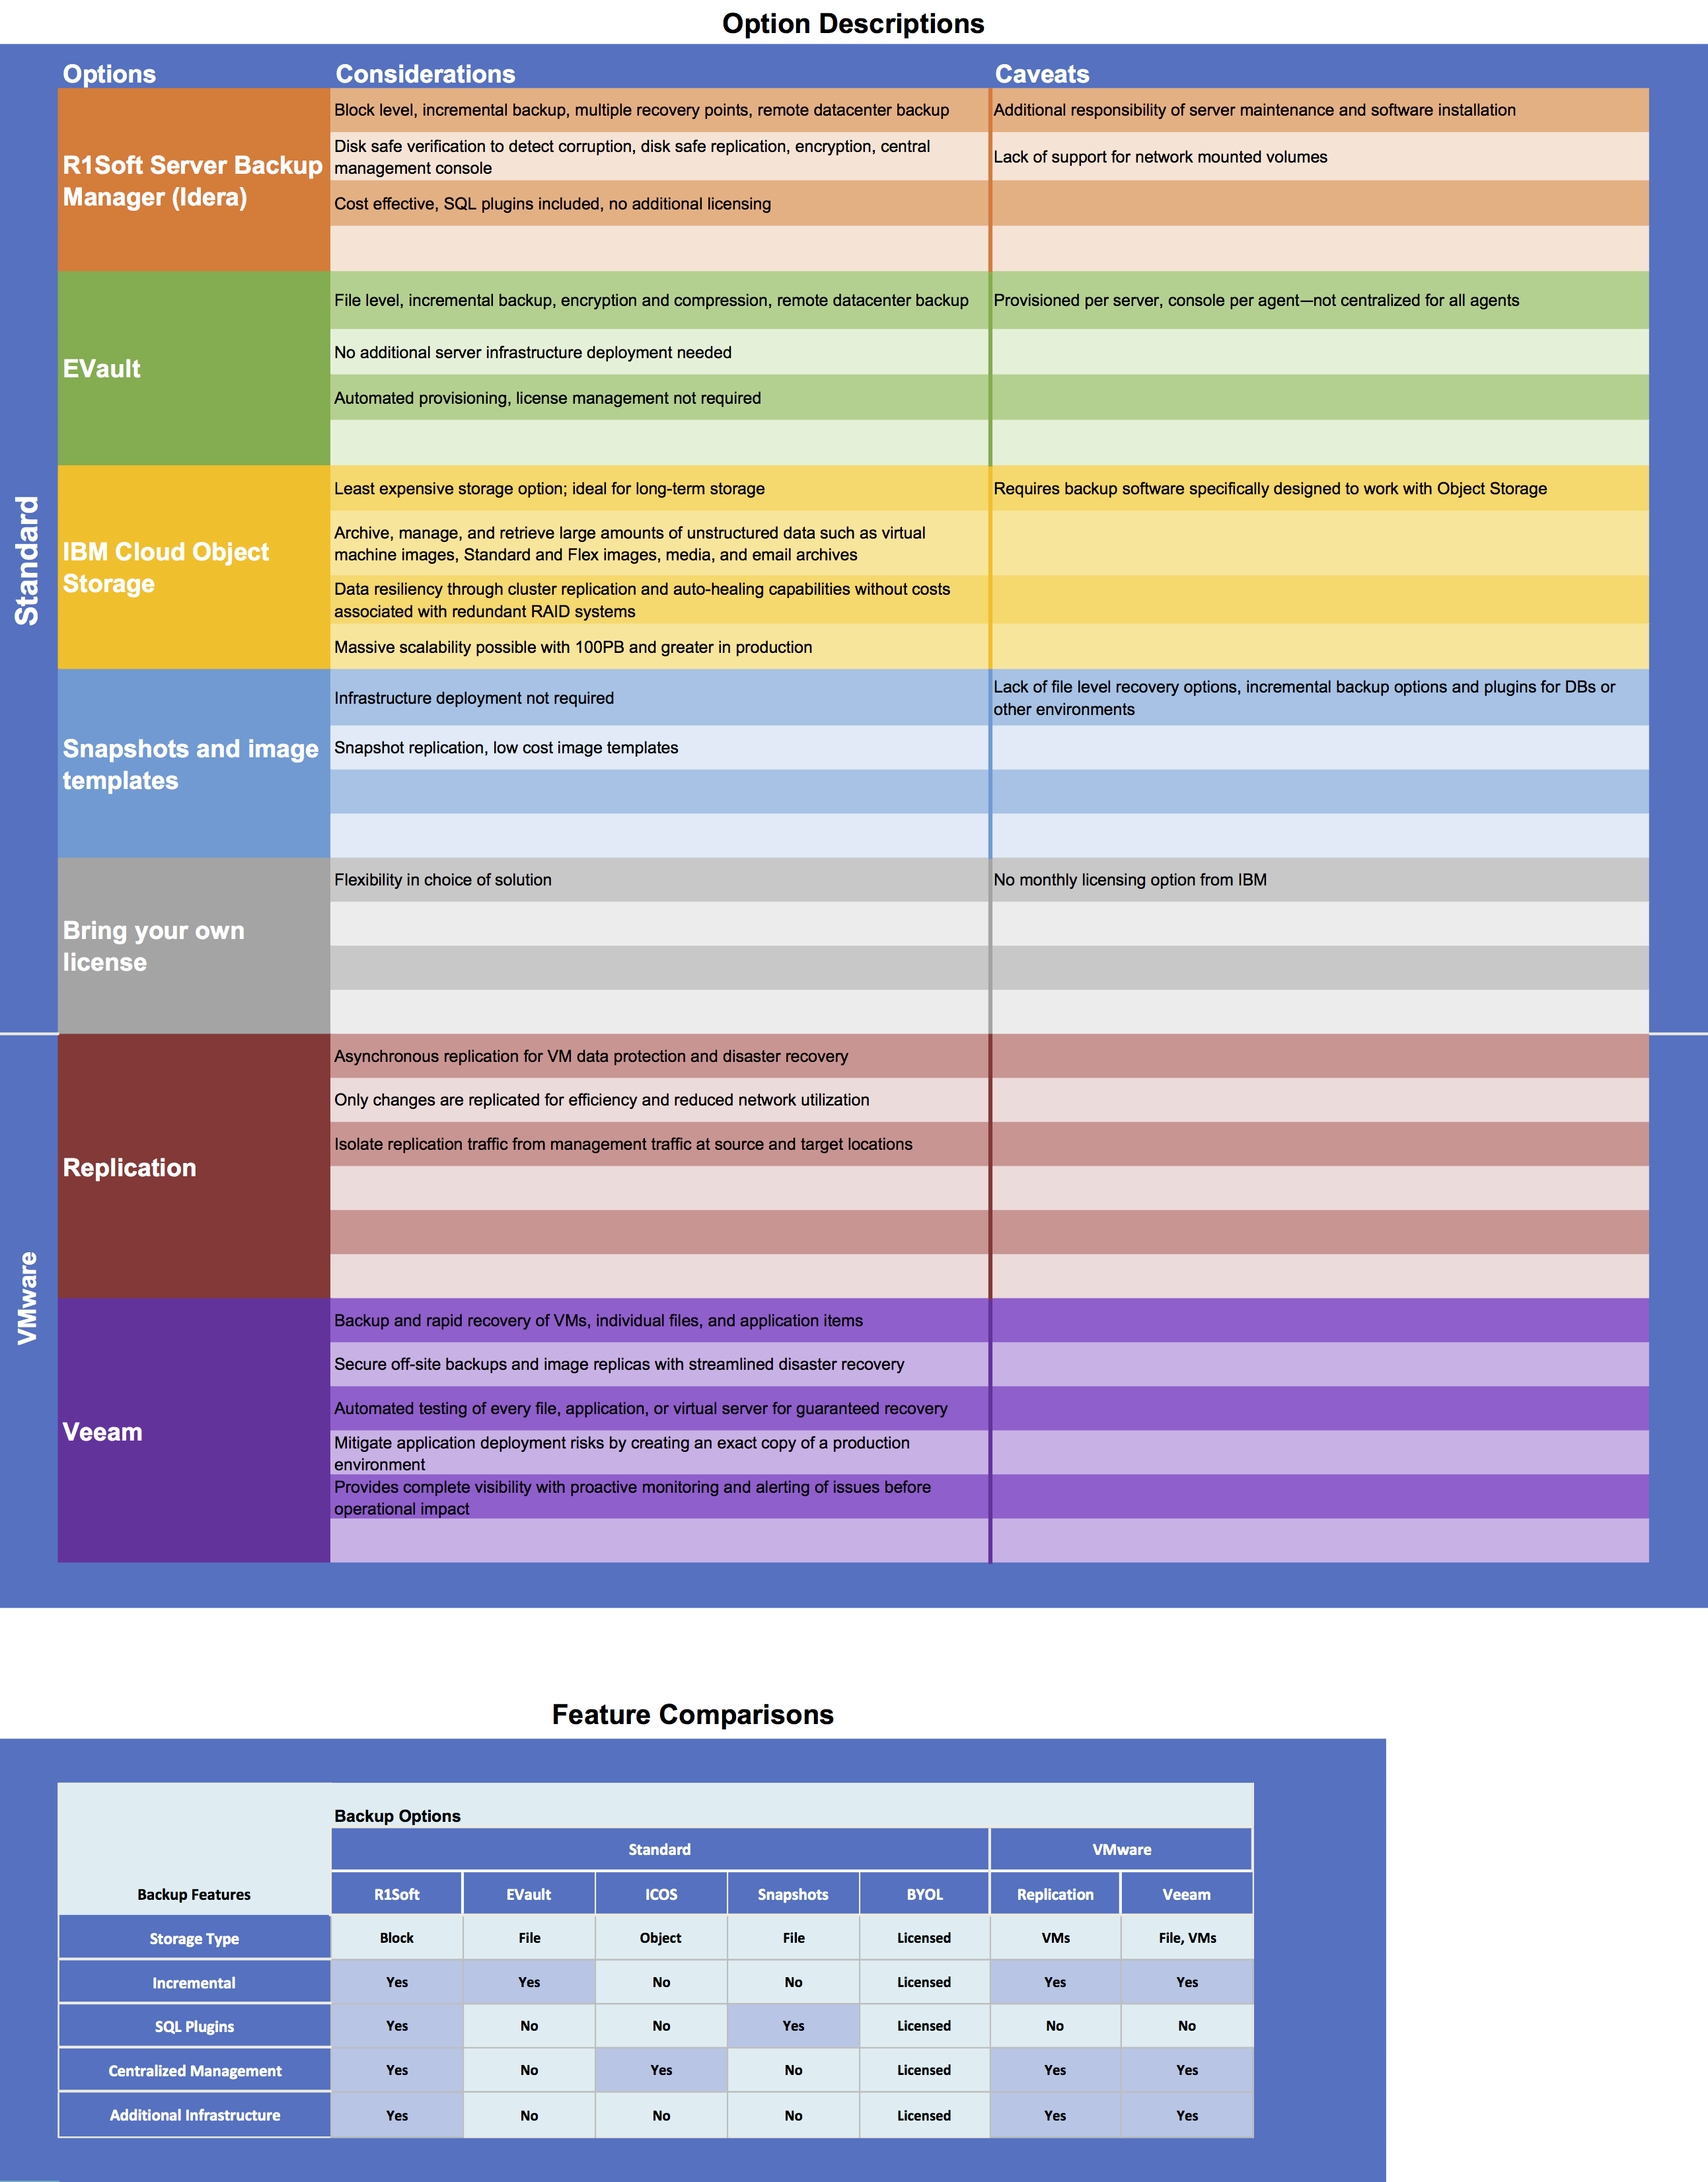 Option Descriptions
Options
Considerations
Caveats
Standard
R1Soft Server Backup
Manager (Idera)
Block level, incremental backup, multiple recovery points, remote datacenter backup
Additional responsibility of server maintenance and software installation
Disk safe verification to detect corruption, disk safe replication, encryption, central
management console
Lack of support for network mounted volumes
Cost effective, SQL plugins included, no additional licensing
EVault
File level, incremental backup, encryption and compression, remote datacenter backup
Provisioned per server, console per agent—not centralized for all agents
No additional server infrastructure deployment needed
Automated provisioning, license management not required
IBM Cloud Object
Storage
Least expensive storage option; ideal for long-term storage
Requires backup software specifically designed to work with Object Storage
Archive, manage, and retrieve large amounts of unstructured data such as virtual
machine images, Standard and Flex images, media, and email archives
Data resiliency through cluster replication and auto-healing capabilities without costs
associated with redundant RAID systems
Massive scalability possible with 100PB and greater in production
Snapshots and image
templates
Infrastructure deployment not required
Lack of file level recovery options, incremental backup options and plugins for DBs or
other environments
Snapshot replication, low cost image templates
Bring your own
license
Flexibility in choice of solution
No monthly licensing option from IBM
VMware
Replication
Asynchronous replication for VM data protection and disaster recovery
Only changes are replicated for efficiency and reduced network utilization
Isolate replication traffic from management traffic at source and target locations
Veeam
Backup and rapid recovery of VMs, individual files, and application items
Secure off-site backups and image replicas with streamlined disaster recovery
Automated testing of every file, application, or virtual server for guaranteed recovery
Mitigate application deployment risks by creating an exact copy of a production
environment
Provides complete visibility with proactive monitoring and alerting of issues before
operational impact
Feature Comparisons
Backup Options
Standard VMware
Backup Features R1Soft EVault ICOS Snapshots BYOL Replication Veeam
Storage Type Block File Object File Licensed VMs File, VMs
Incremental Yes Yes No No Licensed Yes Yes
SQL Plugins Yes No No Yes Licensed No No
Centralized Management Yes No Yes No Licensed Yes Yes
Additional Infrastructure Yes No No No Licensed Yes Yes